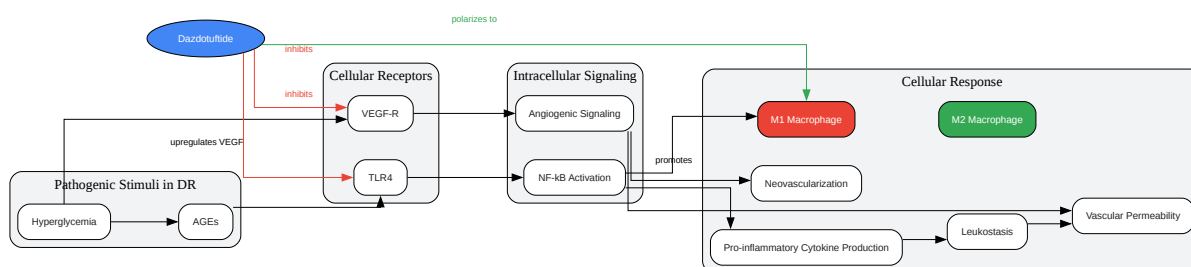 polarizes to
Dazdotuftide
inhibits
Cellular Receptors
Intracellular Signaling
Cellular Response
inhibits
VEGF-R
Angiogenic Signaling
M1 Macrophage
M2 Macrophage
upregulates VEGF
promotes
Pathogenic Stimuli in DR
TLR4
NF-kB Activation
Neovascularization
Hyperglycemia
AGEs
Vascular Permeability
Leukostasis
Pro-inflammatory Cytokine Production